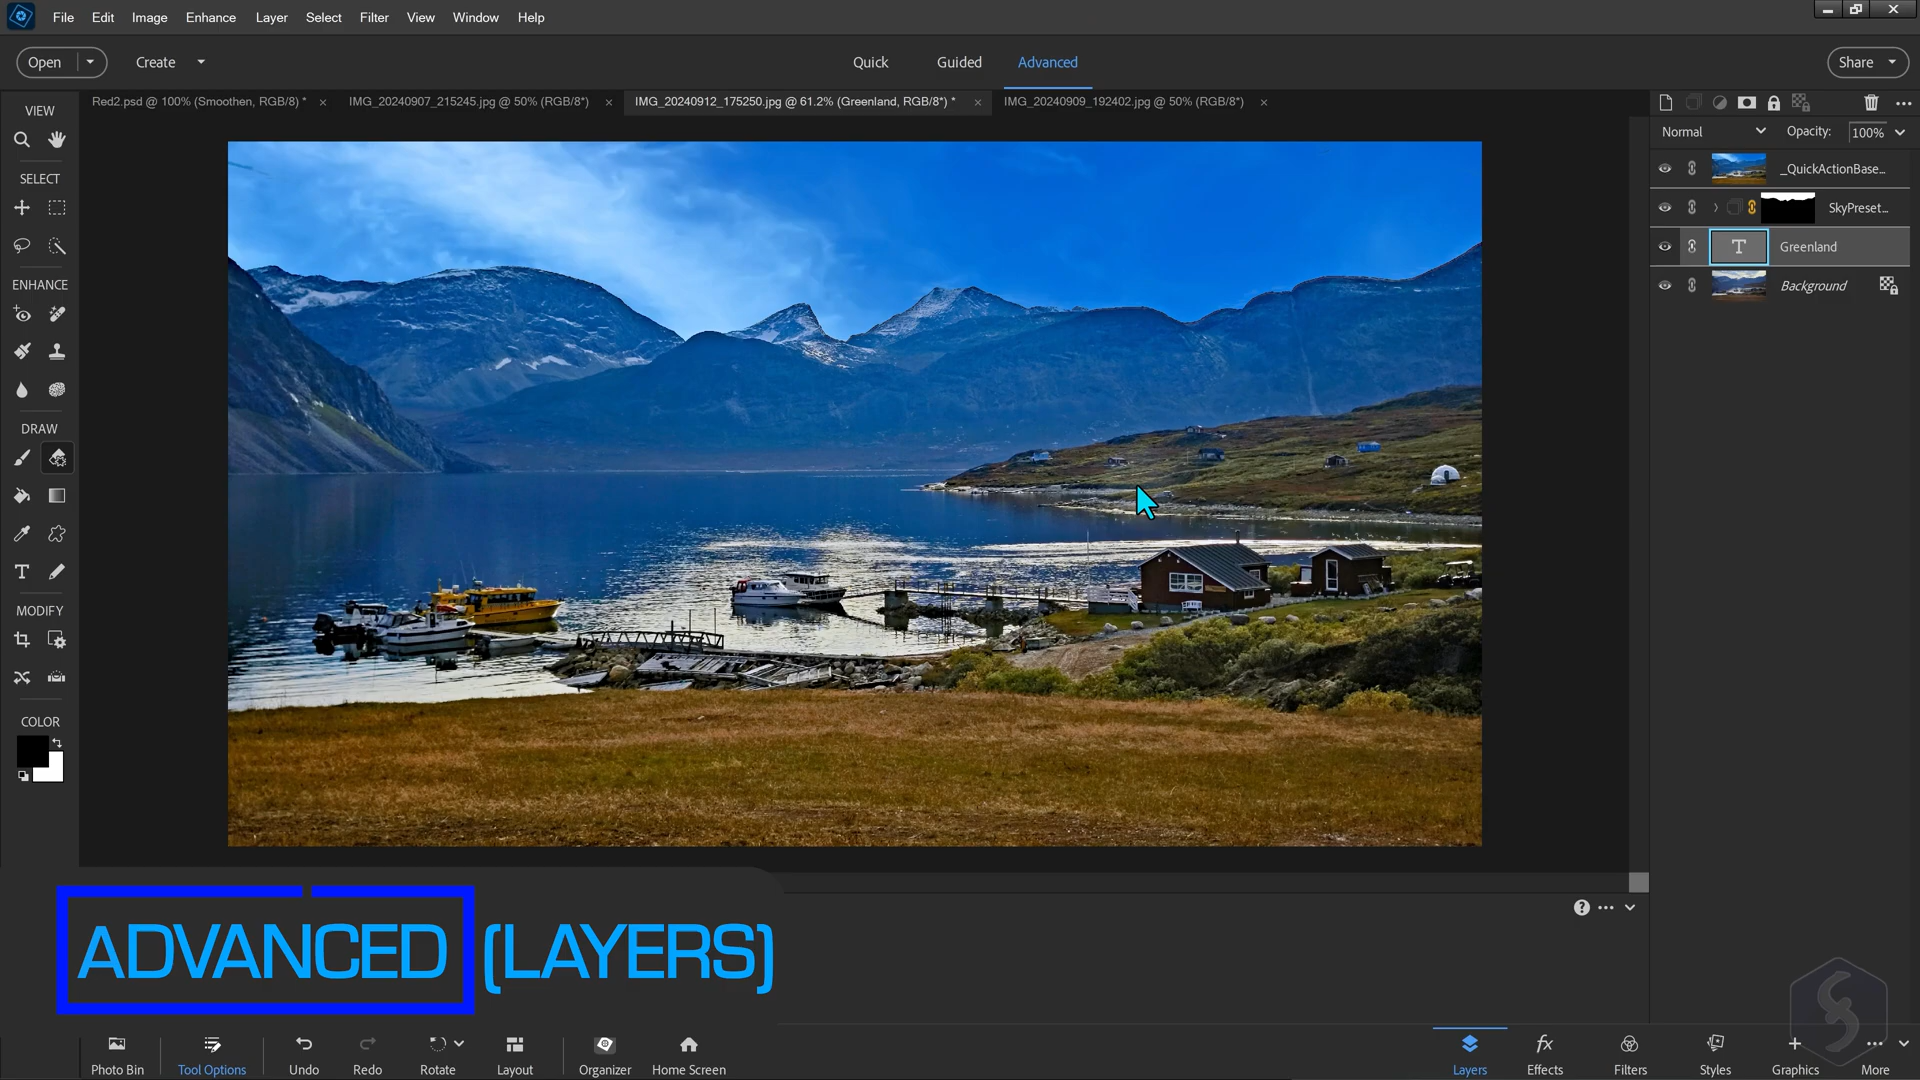 File Edit Image Enhance Layer Select Filter View Window Help
Open Create Quick Guided Advanced Share
Red2.psd @ 100% (Smoothen, RGB/8) * × IMG_20240907_215245.jpg @ 50% (RGB/8*) × IMG_20240912_175250.jpg @ 61.2% (Greenland, RGB/8*) * × IMG_20240909_192402.jpg @ 50% (RGB/8*) ×
VIEW
SELECT
ENHANCE
DRAW
MODIFY
COLOR
Normal Opacity: 100%
_QuickActionBase...
SkyPreset...
Greenland
Background
ADVANCED (LAYERS)
Photo Bin Tool Options Undo Redo Rotate Layout Organizer Home Screen Layers Effects Filters Styles Graphics More